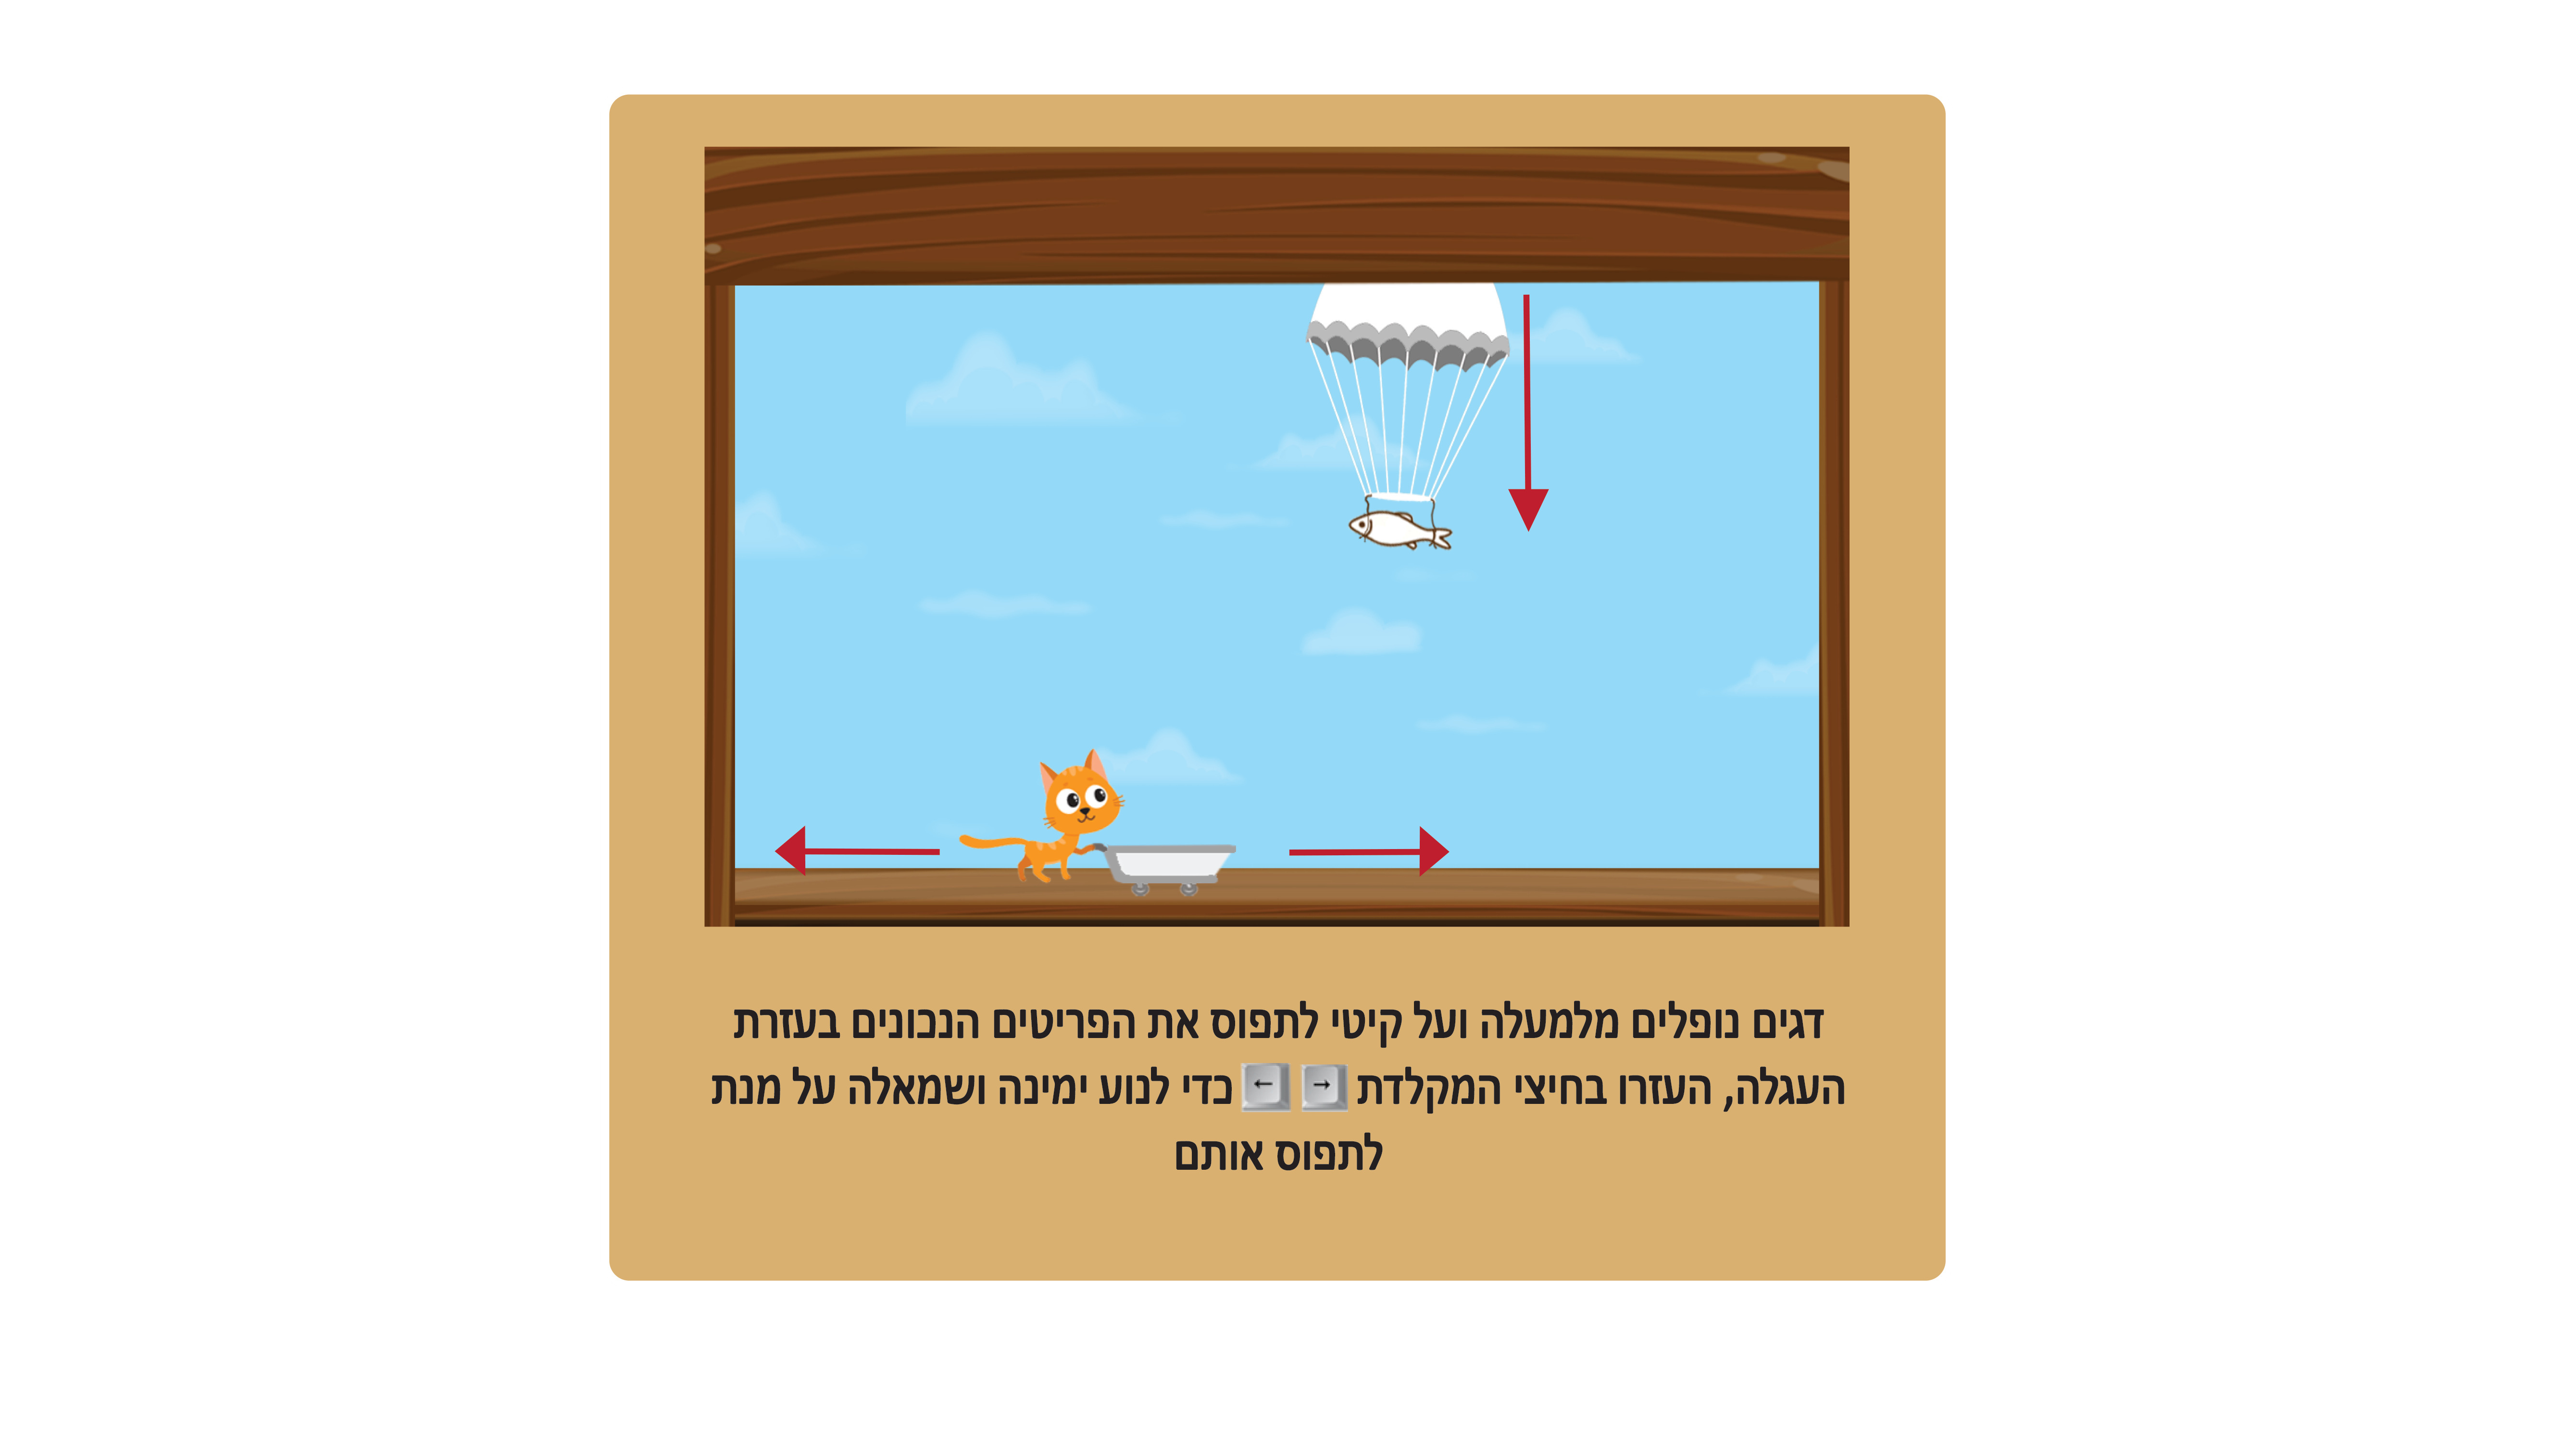 דגים נופלים מלמעלה ועל קיטי לתפוס את הפריטים הנכונים בעזרת
העגלה, העזרו בחיצי המקלדת → ← כדי לנוע ימינה ושמאלה על מנת
לתפוס אותם